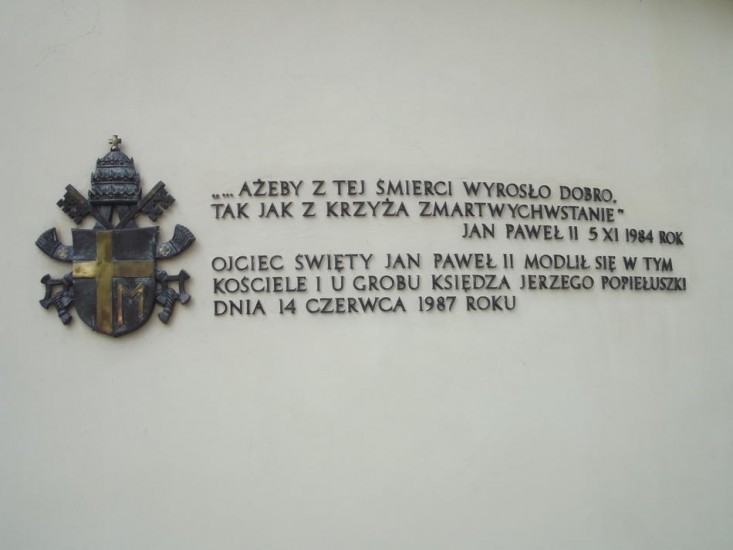 „... AŻEBY Z TEJ ŚMIERCI WYROSŁO DOBRO,
TAK JAK Z KRZYŻA ZMARTWYCHWSTANIE”
JAN PAWEŁ II 5 XI 1984 ROK
OJCIEC ŚWIĘTY JAN PAWEŁ II MODLIŁ SIĘ W TYM
KOŚCIELE I U GROBU KSIĘDZA JERZEGO POPIEŁUSZKI
DNIA 14 CZERWCA 1987 ROKU
M